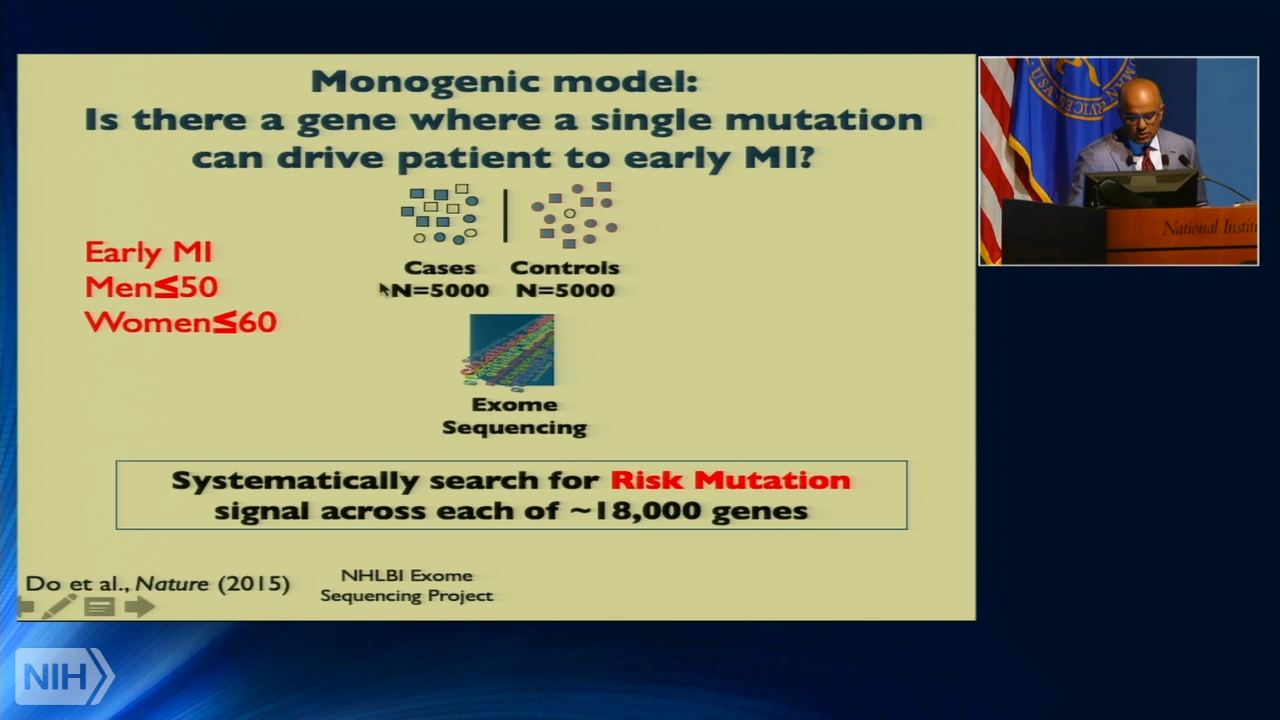 Monogenic model:
Is there a gene where a single mutation
can drive patient to early MI?
Early MI
Men≤50
Women≤60
Cases
N=5000
Controls
N=5000
Exome
Sequencing
Systematically search for Risk Mutation
signal across each of ~18,000 genes
Do et al., Nature (2015)
NHLBI Exome
Sequencing Project
National
NIH